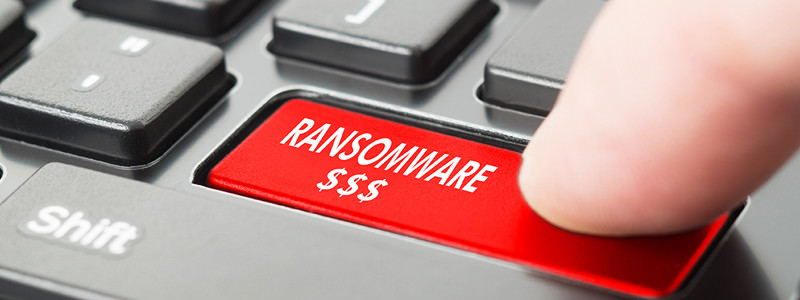 ]
"
'
RANSOMWARE
$$$
Shift